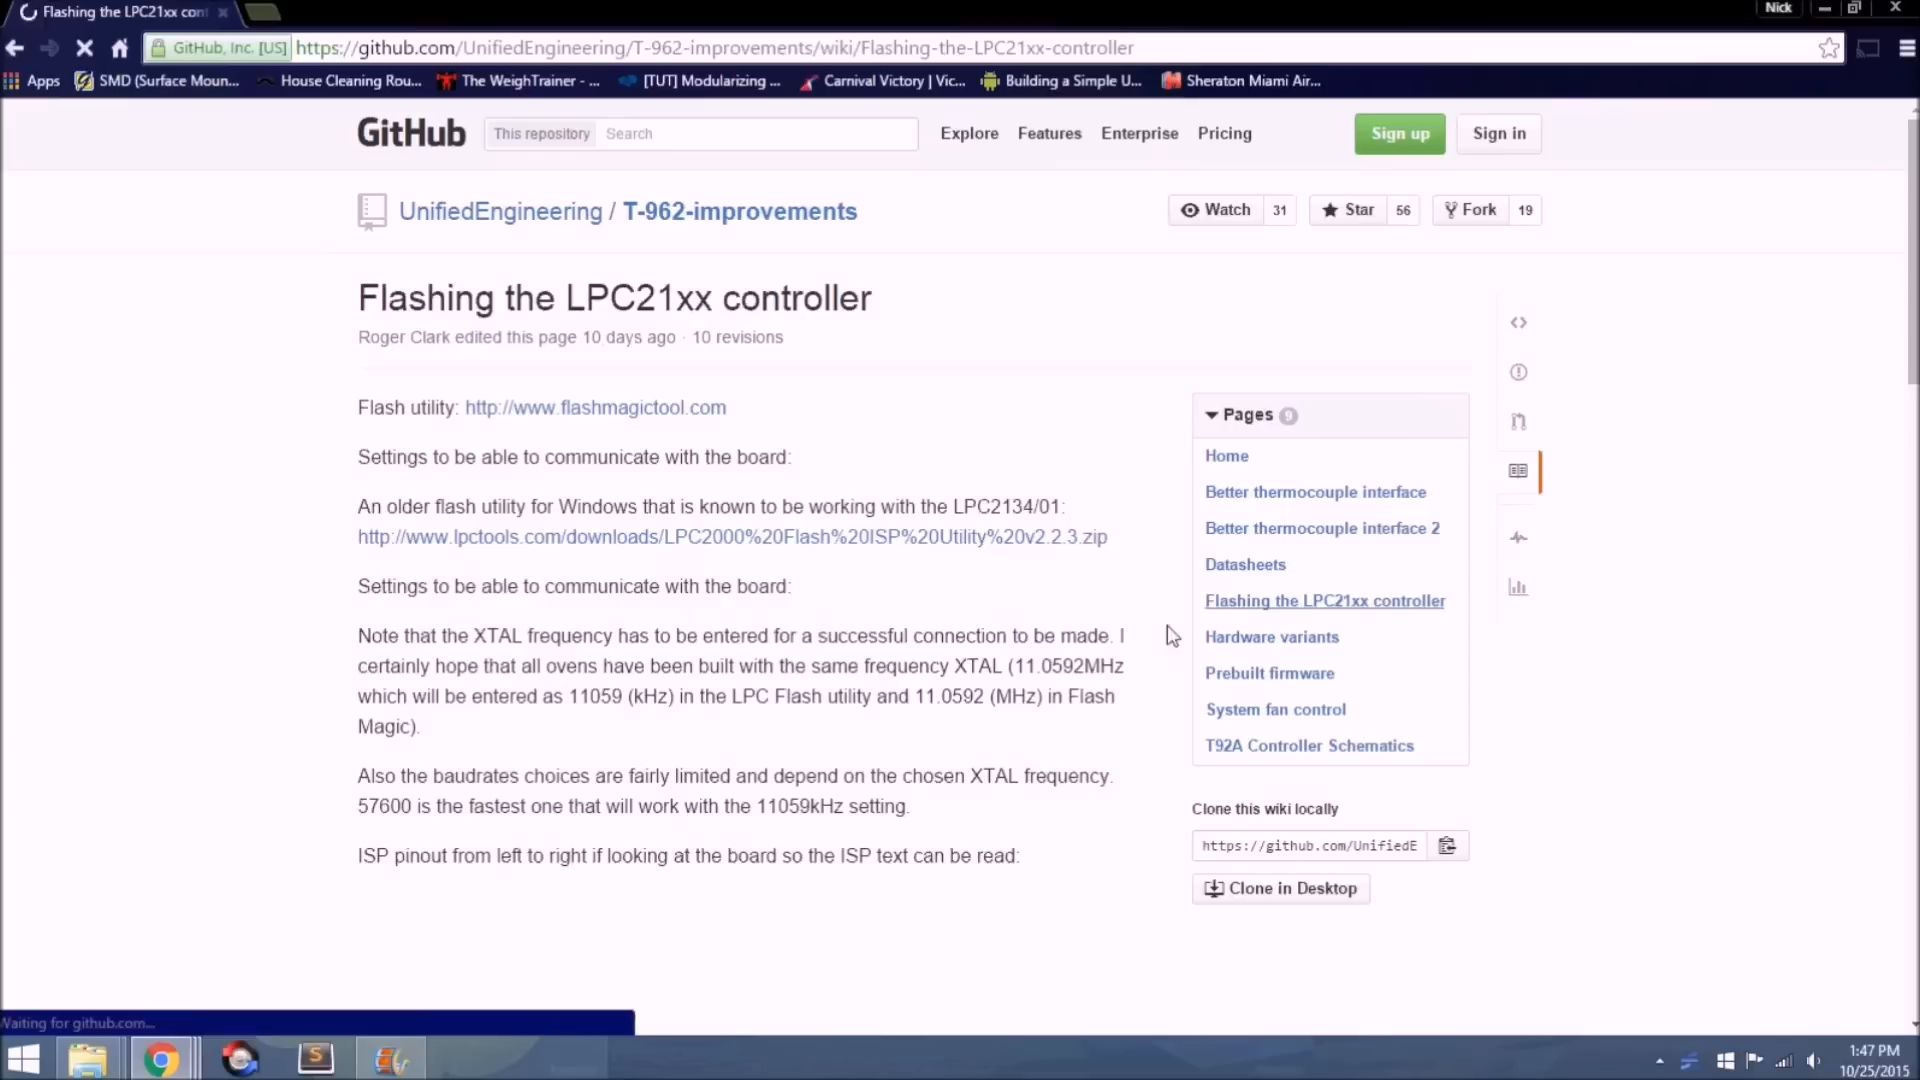 Flashing the LPC21xx con
Nick
GitHub, Inc. [US] https://github.com/UnifiedEngineering/T-962-improvements/wiki/Flashing-the-LPC21xx-controller
Apps SMD (Surface Moun... House Cleaning Rou... The WeighTrainer - ... [TUT] Modularizing ... Carnival Victory | Vic... Building a Simple U... Sheraton Miami Air...
GitHub This repository Search Explore Features Enterprise Pricing Sign up Sign in
UnifiedEngineering / T-962-improvements Watch 31 Star 56 Fork 19
Flashing the LPC21xx controller
Roger Clark edited this page 10 days ago · 10 revisions
Flash utility: http://www.flashmagictool.com
Settings to be able to communicate with the board:
An older flash utility for Windows that is known to be working with the LPC2134/01:
http://www.lpctools.com/downloads/LPC2000%20Flash%20ISP%20Utility%20v2.2.3.zip
Settings to be able to communicate with the board:
Note that the XTAL frequency has to be entered for a successful connection to be made. I
certainly hope that all ovens have been built with the same frequency XTAL (11.0592MHz
which will be entered as 11059 (kHz) in the LPC Flash utility and 11.0592 (MHz) in Flash
Magic).
Also the baudrates choices are fairly limited and depend on the chosen XTAL frequency.
57600 is the fastest one that will work with the 11059kHz setting.
ISP pinout from left to right if looking at the board so the ISP text can be read:
Pages 9
Home
Better thermocouple interface
Better thermocouple interface 2
Datasheets
Flashing the LPC21xx controller
Hardware variants
Prebuilt firmware
System fan control
T92A Controller Schematics
Clone this wiki locally
https://github.com/UnifiedE
Clone in Desktop
Waiting for github.com...
1:47 PM
10/25/2015